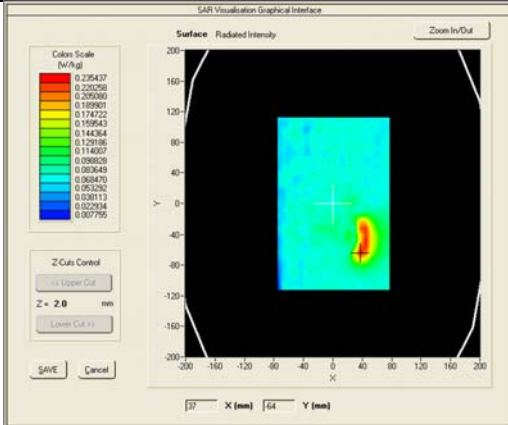 SAR Visualisation Graphical Interface
Surface Radiated Intensity
Zoom In/Out
Colors Scale
(W/kg)
0.235437
0.220258
0.205080
0.189901
0.174722
0.159543
0.144364
0.129186
0.114007
0.098828
0.083649
0.068470
0.053292
0.038113
0.022934
0.007755
Z-Cuts Control
<< Upper Cut
Z = 2.0 mm
Lower Cut >>
SAVE Cancel
Y
200-
160-
120-
80-
40-
0-
-40-
-80-
-120-
-160-
-200-
-200 -160 -120 -80 -40 0 40 80 120 160 200
X
37 X (mm) -64 Y (mm)